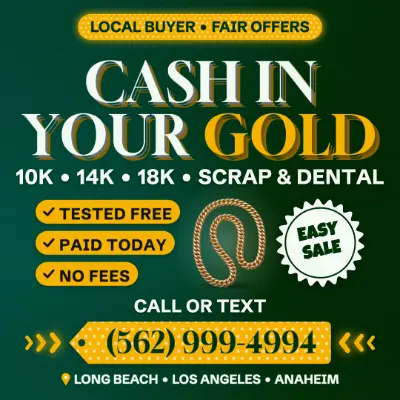 LOCAL BUYER • FAIR OFFERS
CASH IN
YOUR GOLD
10K • 14K • 18K • SCRAP & DENTAL
TESTED FREE
PAID TODAY
NO FEES
EASY
SALE
CALL OR TEXT
(562) 999-4994
LONG BEACH • LOS ANGELES • ANAHEIM